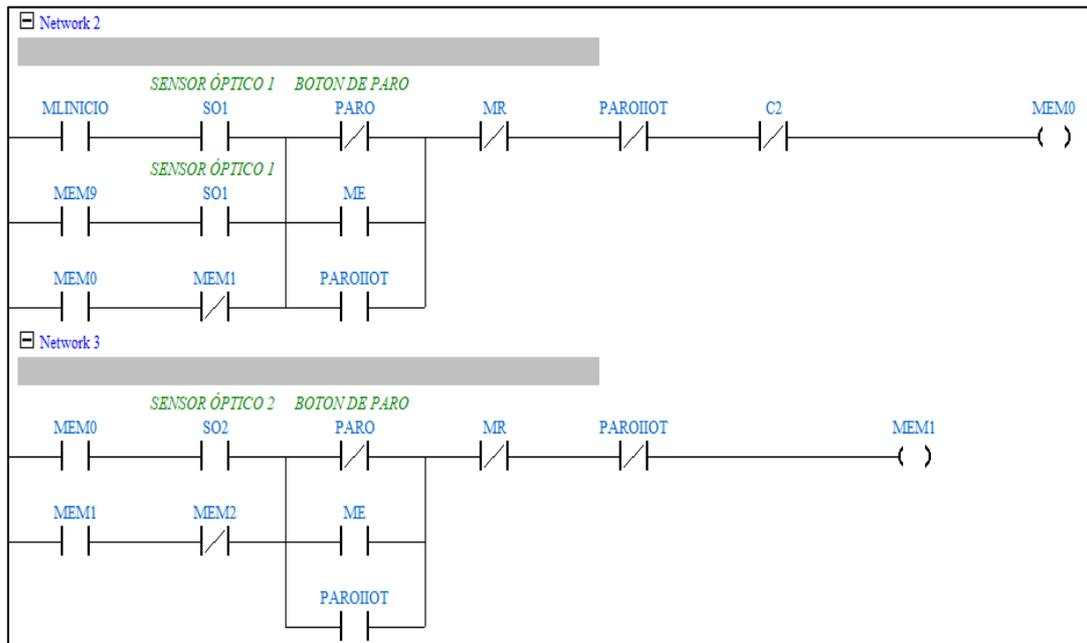 Network 2
SENSOR ÓPTICO 1 BOTON DE PARO
MLINICIO SO1 PARO MR PAROIIOT C2 MEM0
SENSOR ÓPTICO 1
MEM9 SO1 ME
MEM0 MEM1 PAROIIOT
Network 3
SENSOR ÓPTICO 2 BOTON DE PARO
MEM0 SO2 PARO MR PAROIIOT MEM1
MEM1 MEM2 ME
PAROIIOT